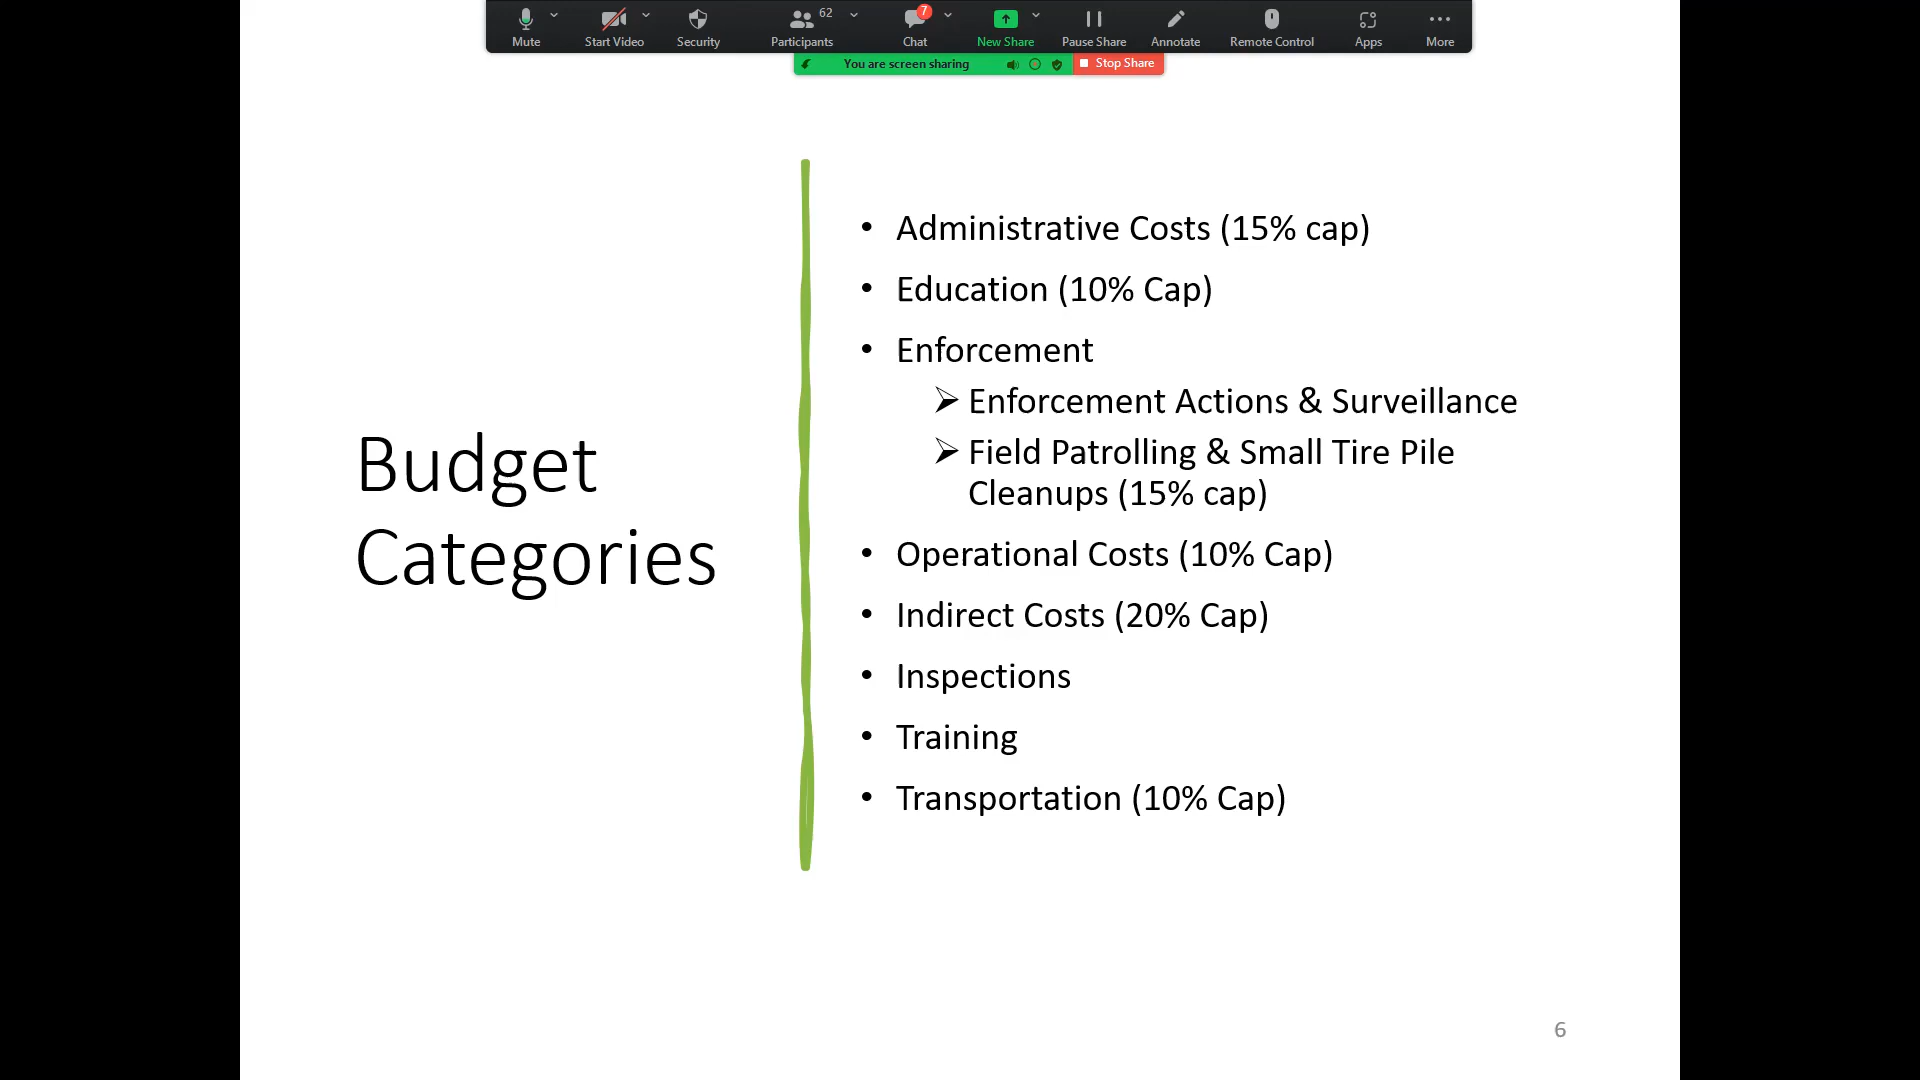 62
7
Mute
Start Video
Security
Participants
Chat
New Share
Pause Share
Annotate
Remote Control
Apps
More
You are screen sharing
Stop Share
Budget
Categories
• Administrative Costs (15% cap)
• Education (10% Cap)
• Enforcement
➢ Enforcement Actions & Surveillance
➢ Field Patrolling & Small Tire Pile
Cleanups (15% cap)
• Operational Costs (10% Cap)
• Indirect Costs (20% Cap)
• Inspections
• Training
• Transportation (10% Cap)
6